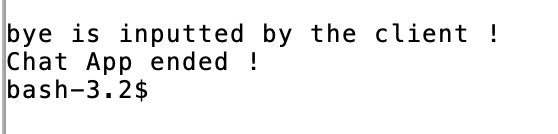 bye is inputted by the client !
Chat App ended !
bash-3.2$